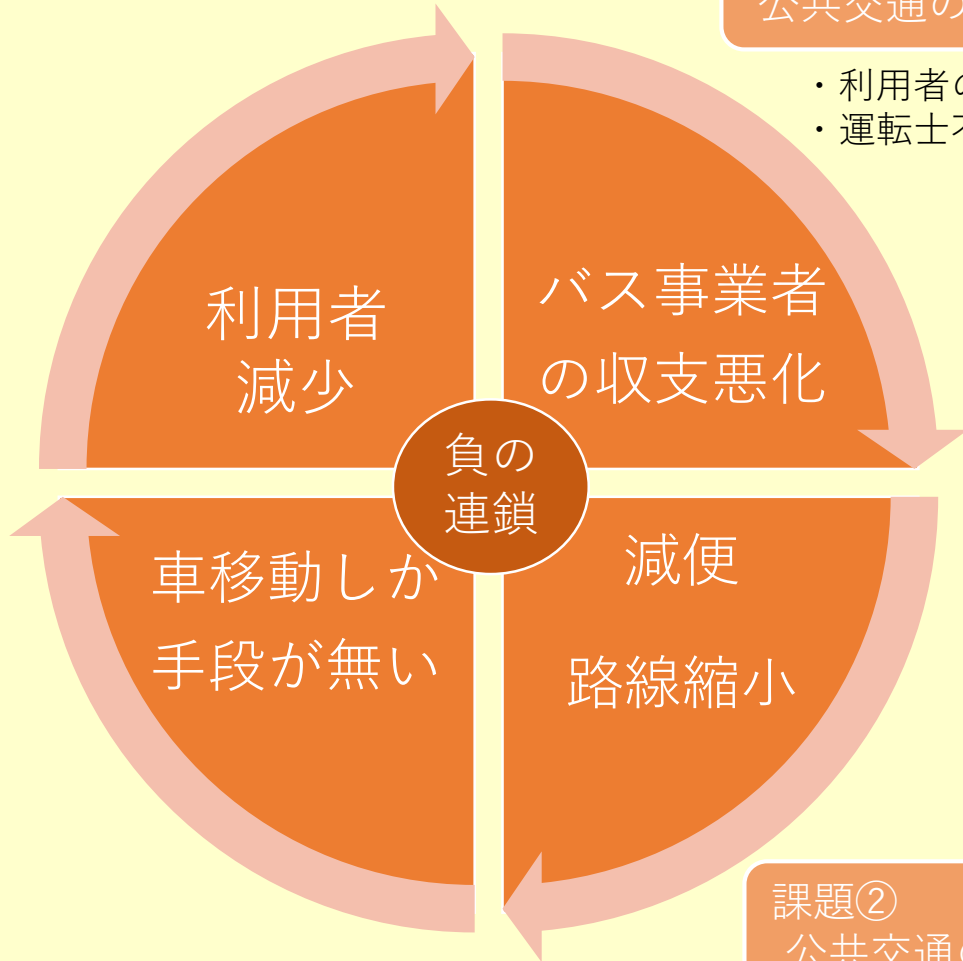 公共交通の
・利用者の
・運転士不
利用者
減少
バス事業者
の収支悪化
負の
連鎖
車移動しか
手段が無い
減便
路線縮小
課題②
公共交通の